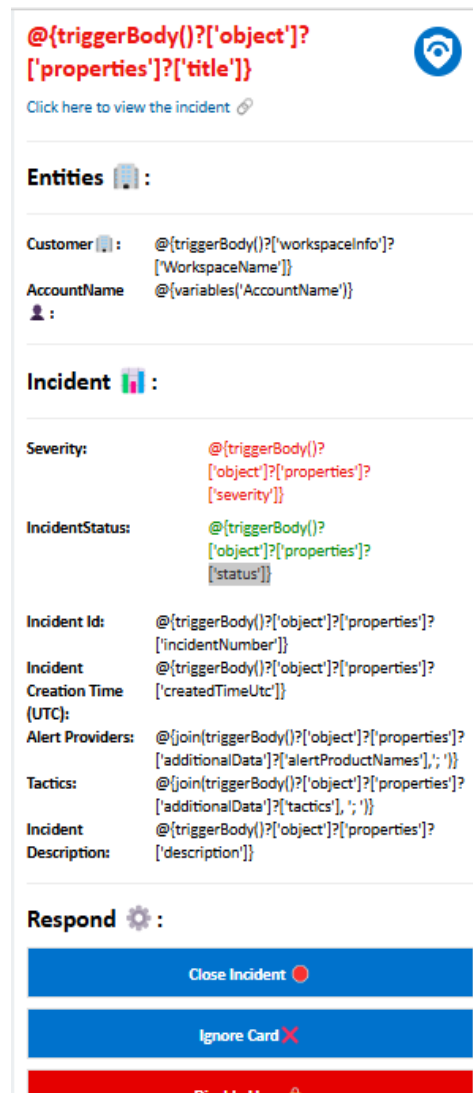 @{triggerBody()?['object']?
['properties']?['title']}
Click here to view the incident 🔗
Entities 🏢 :
Customer🏢 : @{triggerBody()?['workspaceInfo']?
['WorkspaceName']}
AccountName @{variables('AccountName')}
👤 :
Incident 📊 :
Severity: @{triggerBody()?
['object']?['properties']?
['severity']}
IncidentStatus: @{triggerBody()?
['object']?['properties']?
['status']}
Incident Id: @{triggerBody()?['object']?['properties']?
['incidentNumber']}
Incident @{triggerBody()?['object']?['properties']?
Creation Time ['createdTimeUtc']}
(UTC):
Alert Providers: @{join(triggerBody()?['object']?['properties']?
['additionalData']?['alertProductNames'],'; ')}
Tactics: @{join(triggerBody()?['object']?['properties']?
['additionalData']?['tactics'], '; ')}
Incident @{triggerBody()?['object']?['properties']?
Description: ['description']}
Respond ⚙️ :
Close Incident 🔴
Ignore Card ❌